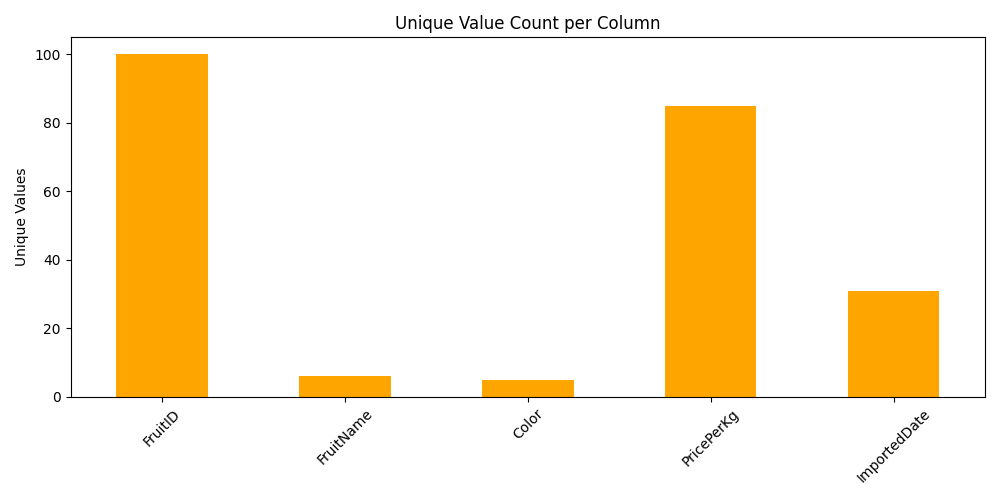 Unique Value Count per Column
Unique Values
100
80
60
40
20
0
FruitID
FruitName
Color
PricePerKg
ImportedDate